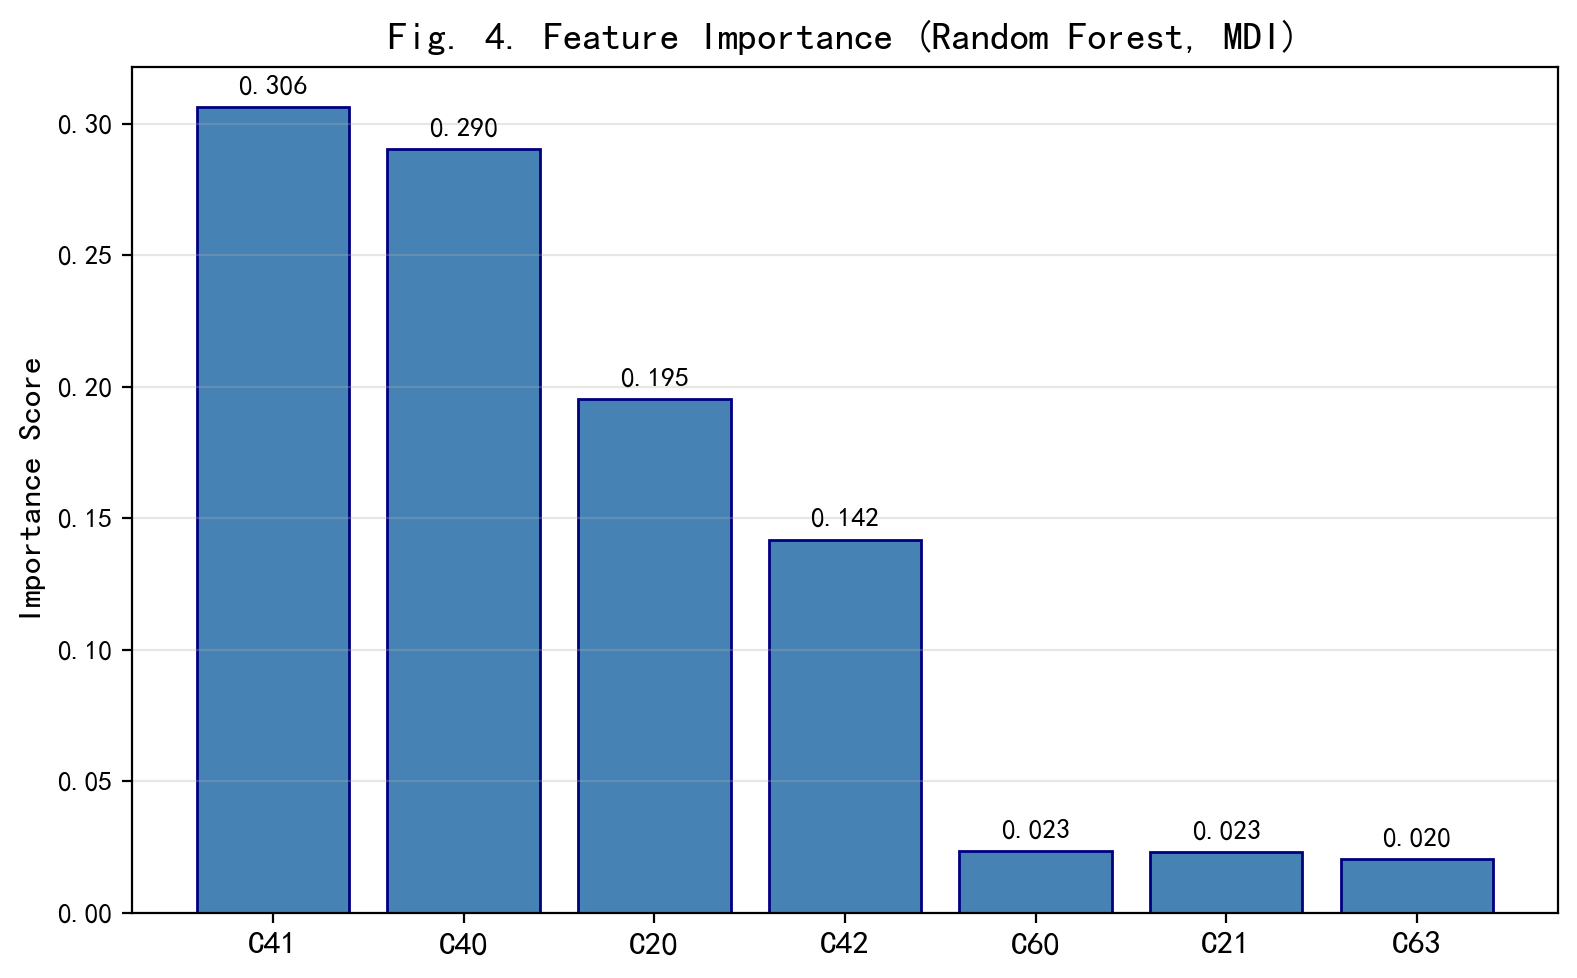 Fig. 4. Feature Importance (Random Forest, MDI)
Importance Score
0.30
0.25
0.20
0.15
0.10
0.05
0.00
0.306
0.290
0.195
0.142
0.023
0.023
0.020
C41
C40
C20
C42
C60
C21
C63